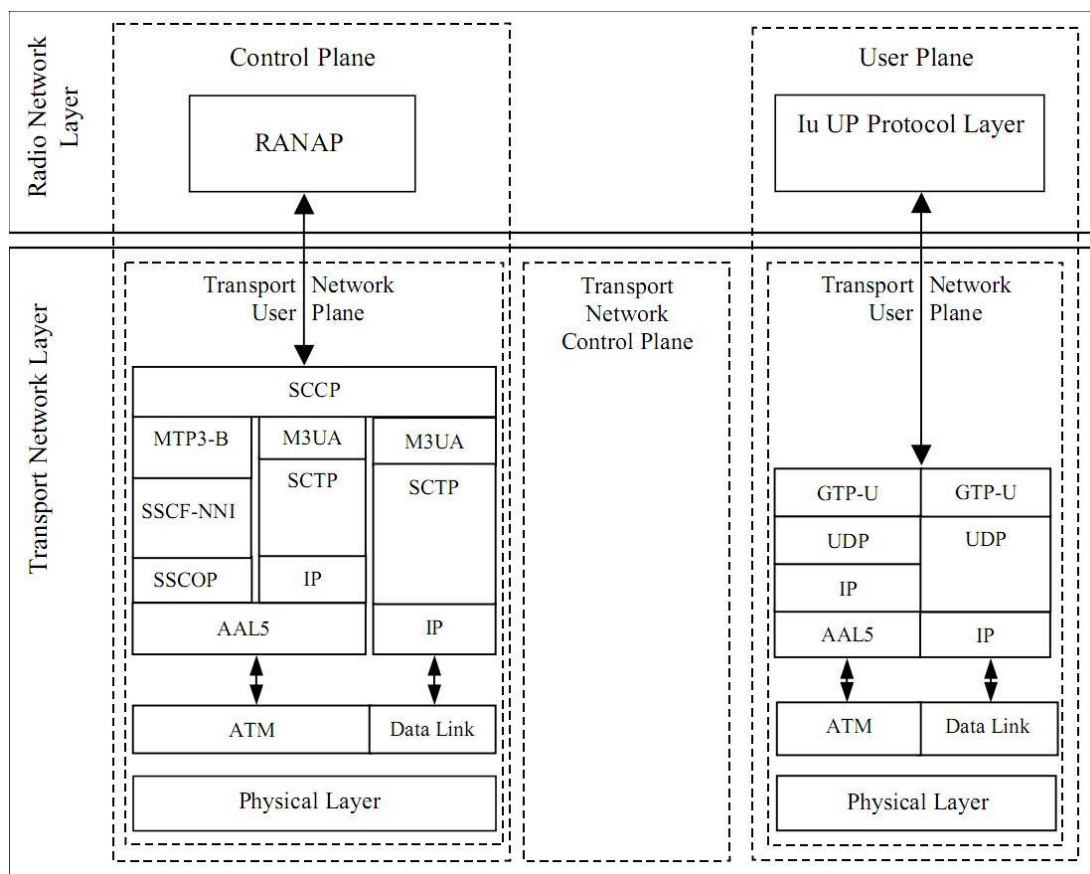 Radio Network
Layer
Control Plane
RANAP
User Plane
Iu UP Protocol Layer
Transport Network Layer
Transport Network
User Plane
SCCP
MTP3-B
SSCF-NNI
SSCOP
M3UA
SCTP
IP
AAL5
M3UA
SCTP
IP
ATM
Data Link
Physical Layer
Transport
Network
Control Plane
Transport Network
User Plane
GTP-U
UDP
IP
AAL5
GTP-U
UDP
IP
ATM
Data Link
Physical Layer